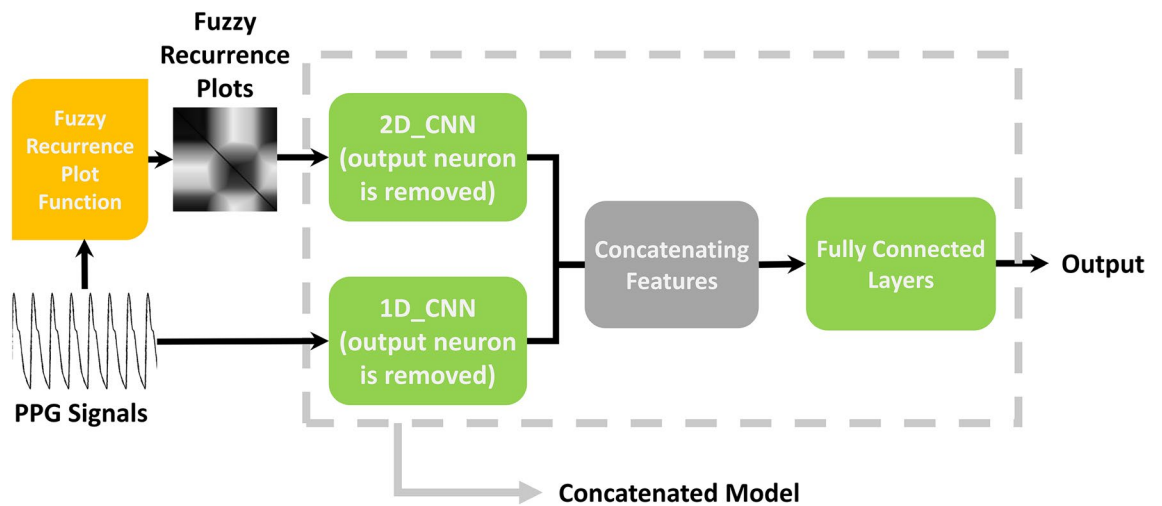 Fuzzy
Recurrence
Plots
Fuzzy
Recurrence
Plot
Function
2D_CNN
(output neuron
is removed)
Concatenating
Features
Fully Connected
Layers
Output
1D_CNN
(output neuron
is removed)
PPG Signals
Concatenated Model